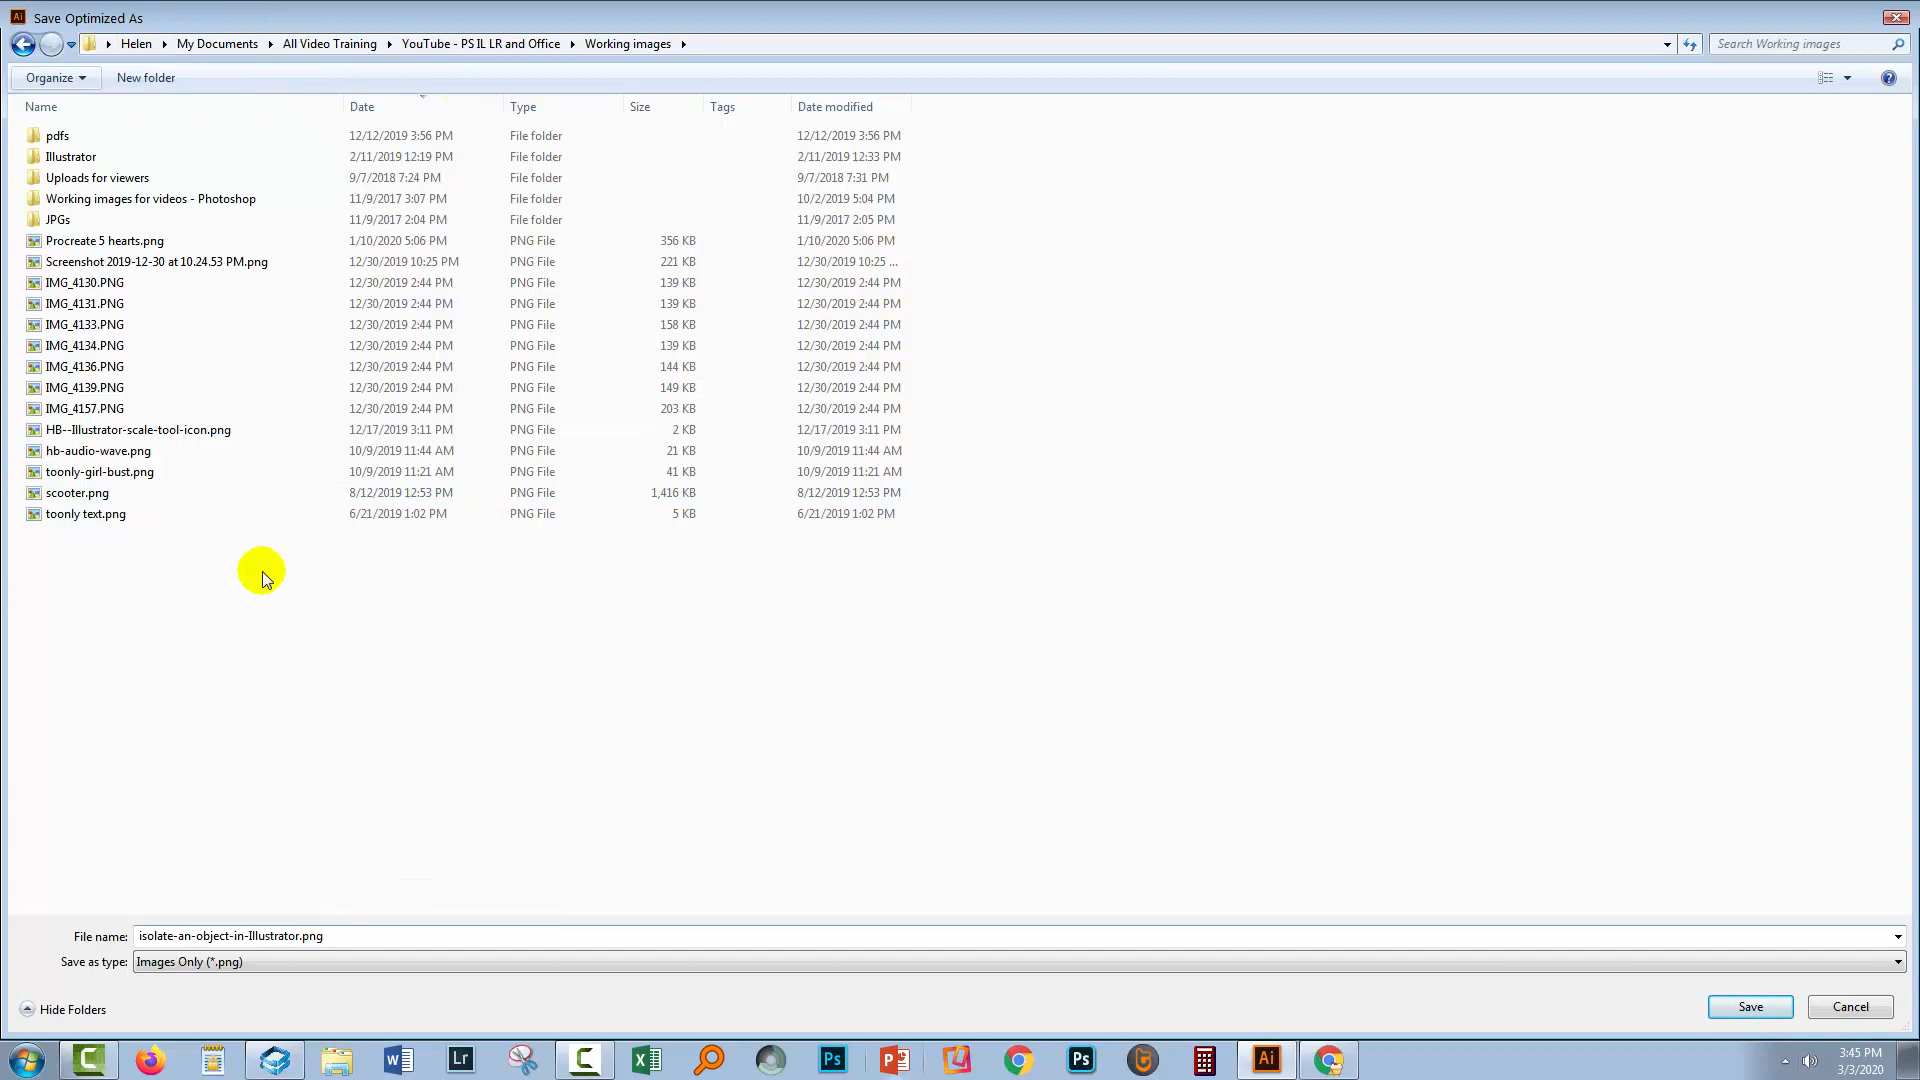 Ai Save Optimized As
Helen My Documents All Video Training YouTube - PS IL LR and Office Working images Search Working images
Organize New folder
Name Date Type Size Tags Date modified
pdfs 12/12/2019 3:56 PM File folder 12/12/2019 3:56 PM
Illustrator 2/11/2019 12:19 PM File folder 2/11/2019 12:33 PM
Uploads for viewers 9/7/2018 7:24 PM File folder 9/7/2018 7:31 PM
Working images for videos - Photoshop 11/9/2017 3:07 PM File folder 10/2/2019 5:04 PM
JPGs 11/9/2017 2:04 PM File folder 11/9/2017 2:05 PM
Procreate 5 hearts.png 1/10/2020 5:06 PM PNG File 356 KB 1/10/2020 5:06 PM
Screenshot 2019-12-30 at 10.24.53 PM.png 12/30/2019 10:25 PM PNG File 221 KB 12/30/2019 10:25 ...
IMG_4130.PNG 12/30/2019 2:44 PM PNG File 139 KB 12/30/2019 2:44 PM
IMG_4131.PNG 12/30/2019 2:44 PM PNG File 139 KB 12/30/2019 2:44 PM
IMG_4133.PNG 12/30/2019 2:44 PM PNG File 158 KB 12/30/2019 2:44 PM
IMG_4134.PNG 12/30/2019 2:44 PM PNG File 139 KB 12/30/2019 2:44 PM
IMG_4136.PNG 12/30/2019 2:44 PM PNG File 144 KB 12/30/2019 2:44 PM
IMG_4139.PNG 12/30/2019 2:44 PM PNG File 149 KB 12/30/2019 2:44 PM
IMG_4157.PNG 12/30/2019 2:44 PM PNG File 203 KB 12/30/2019 2:44 PM
HB--Illustrator-scale-tool-icon.png 12/17/2019 3:11 PM PNG File 2 KB 12/17/2019 3:11 PM
hb-audio-wave.png 10/9/2019 11:44 AM PNG File 21 KB 10/9/2019 11:44 AM
toonly-girl-bust.png 10/9/2019 11:21 AM PNG File 41 KB 10/9/2019 11:21 AM
scooter.png 8/12/2019 12:53 PM PNG File 1,416 KB 8/12/2019 12:53 PM
toonly text.png 6/21/2019 1:02 PM PNG File 5 KB 6/21/2019 1:02 PM
File name: isolate-an-object-in-Illustrator.png
Save as type: Images Only (*.png)
Hide Folders Save Cancel
W Lr C X Ps P Ps Ai 3:45 PM
3/3/2020